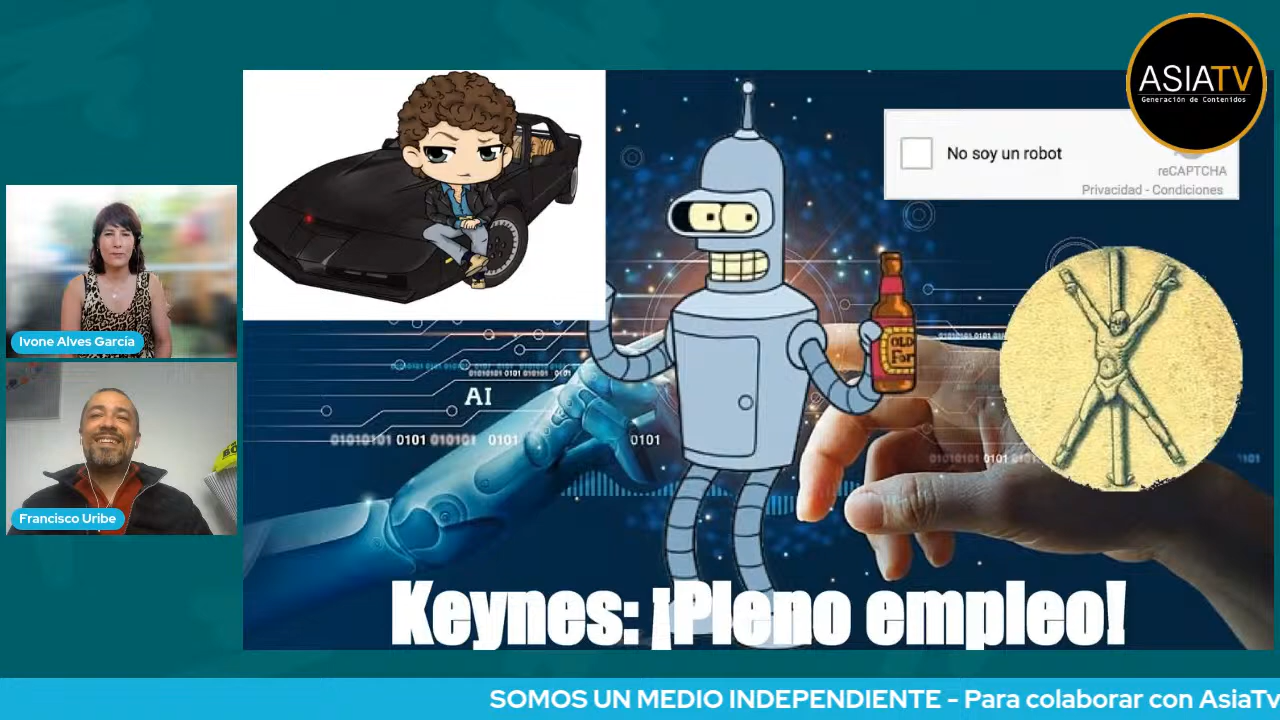 ASIATV
Generación de Contenidos
No soy un robot
reCAPTCHA
Privacidad - Condiciones
Ivone Alves García
Francisco Uribe
AI
01010101 0101 010101 0101
0101
OLD
For
Keynes: ¡Pleno empleo!
SOMOS UN MEDIO INDEPENDIENTE - Para colaborar con AsiaTv